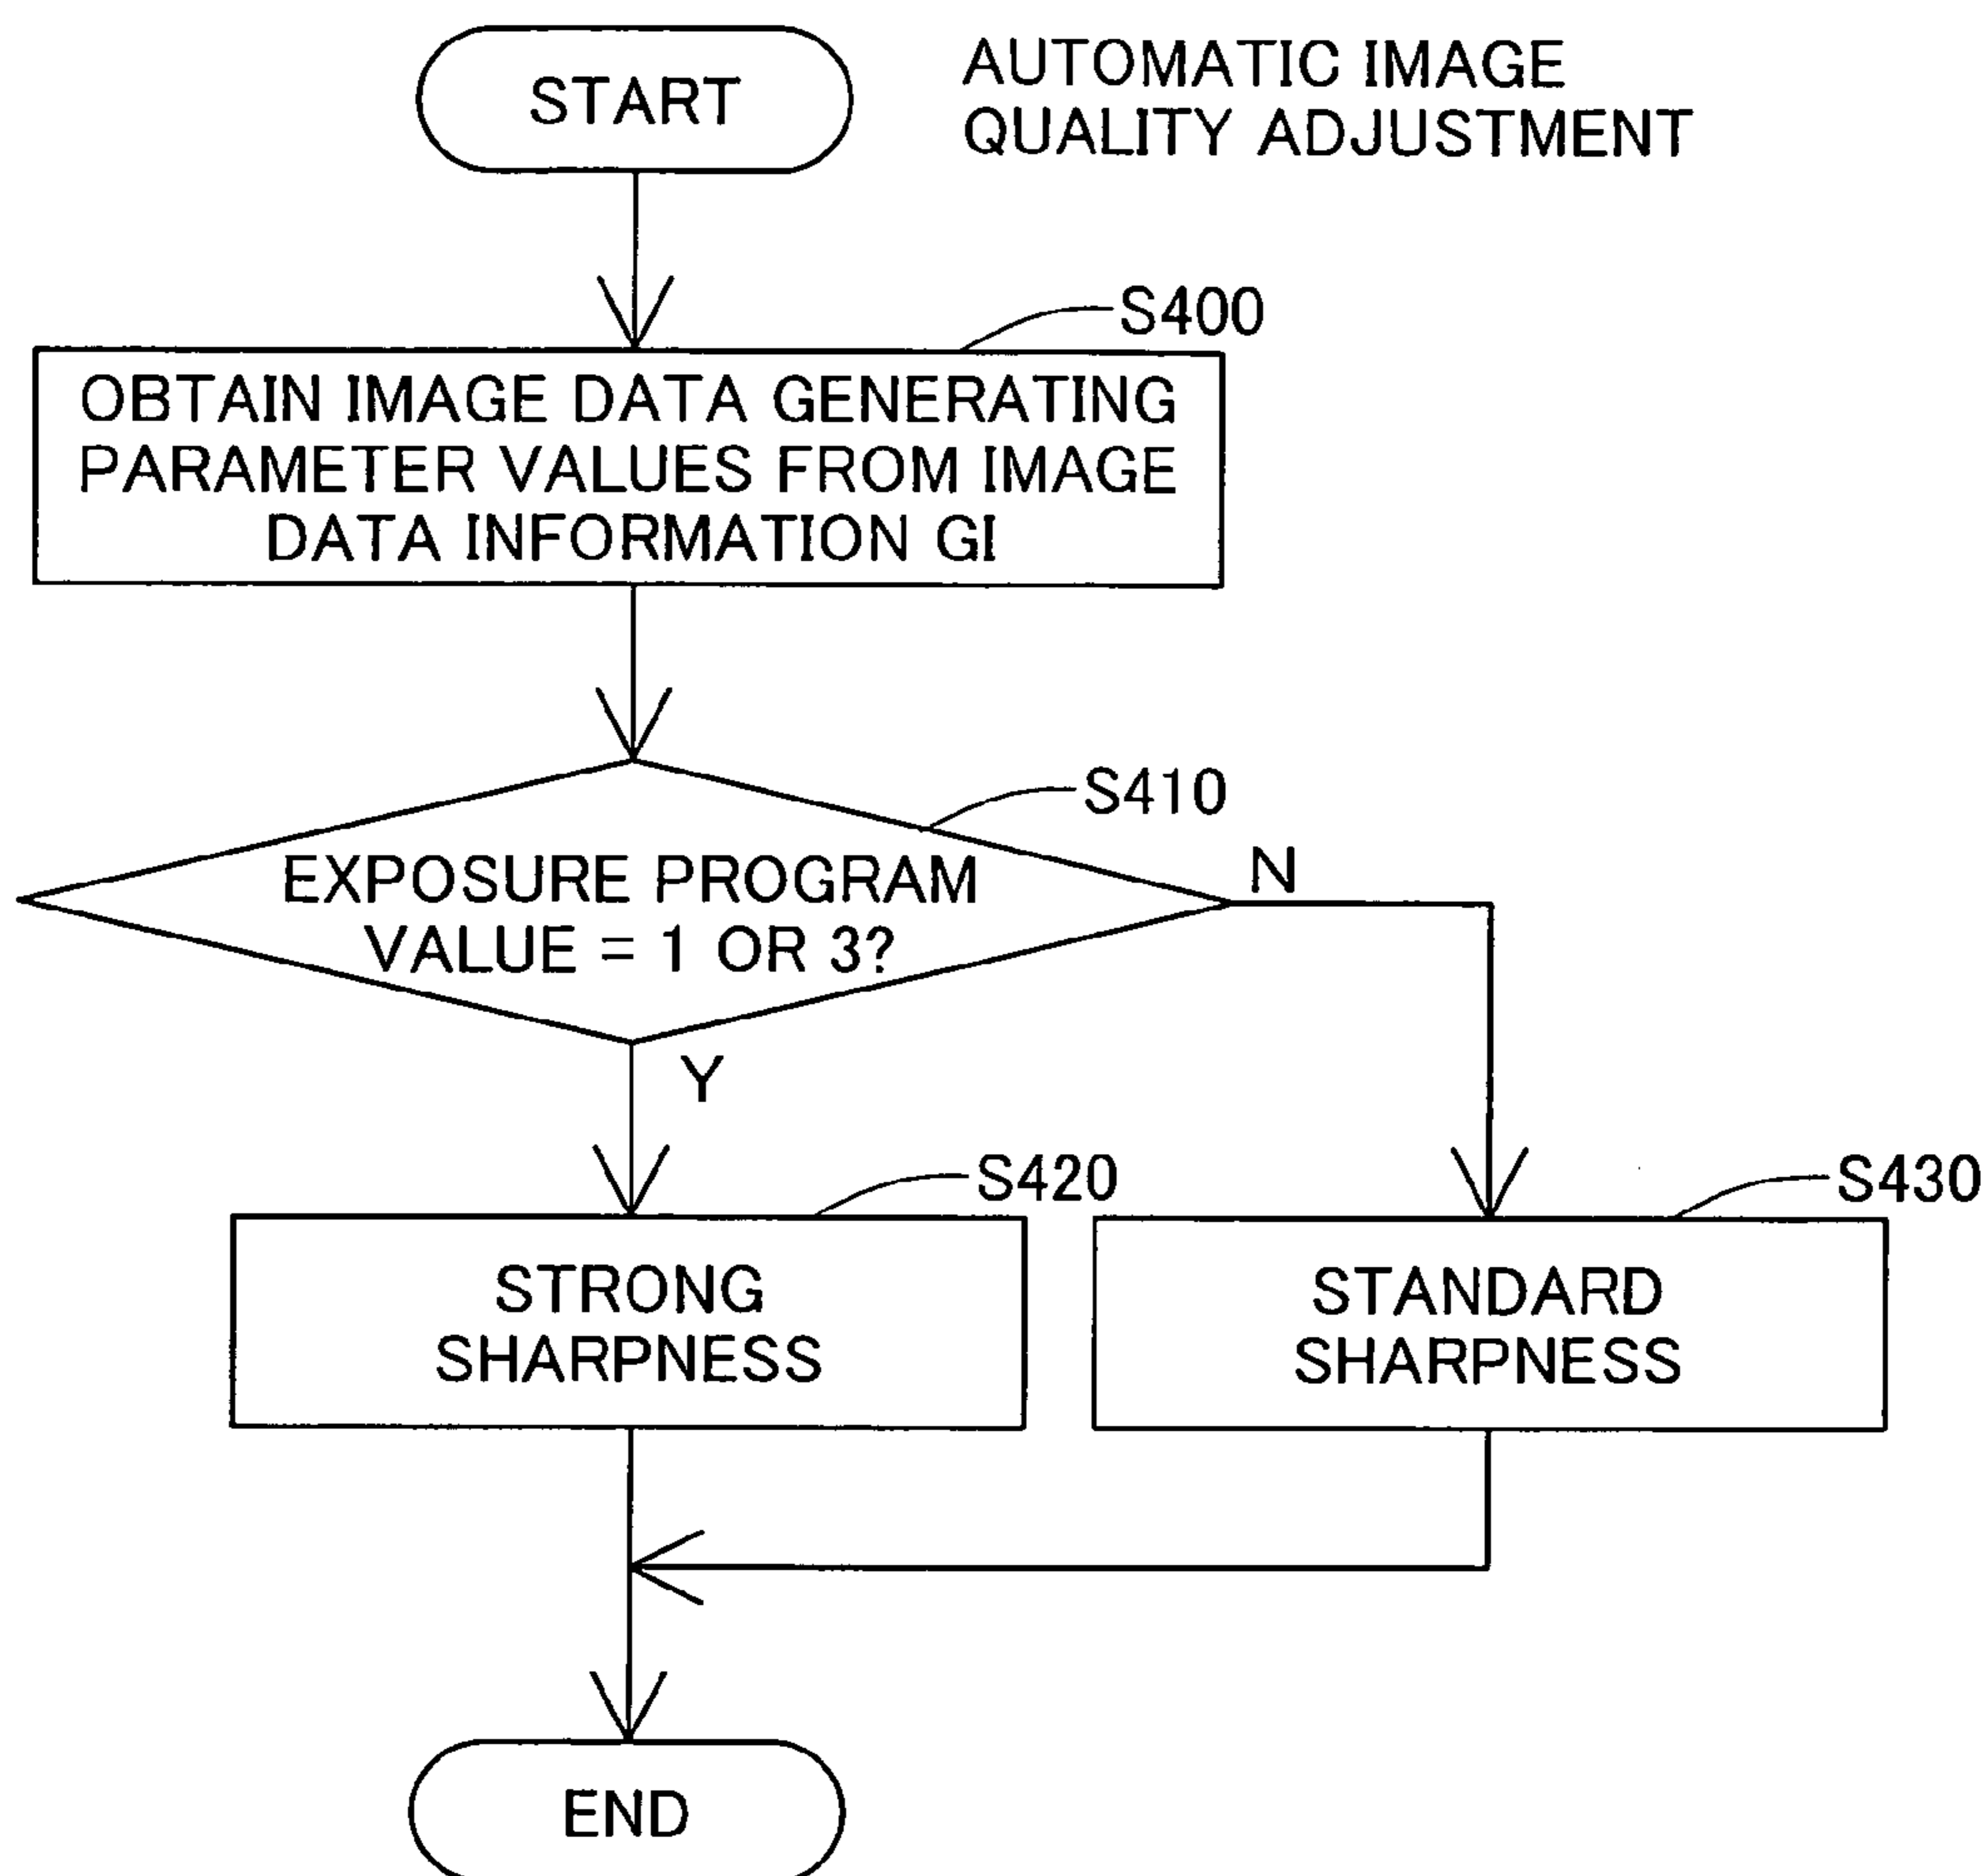 START
AUTOMATIC IMAGE
QUALITY ADJUSTMENT
S400
OBTAIN IMAGE DATA GENERATING
PARAMETER VALUES FROM IMAGE
DATA INFORMATION GI
S410
EXPOSURE PROGRAM
VALUE = 1 OR 3?
N
Y
S420
STRONG
SHARPNESS
S430
STANDARD
SHARPNESS
END